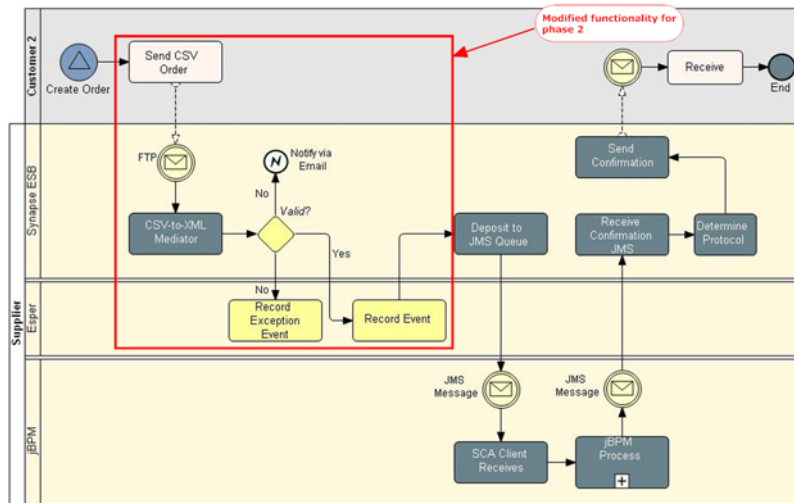 Modified functionality for
phase 2
Customer 2
Create Order
Send CSV
Order
Receive
End
Supplier
Synapse ESB
FTP
Notify via
Email
No
Valid?
CSV-to-XML
Mediator
Yes
No
Deposit to
JMS Queue
Send
Confirmation
Receive
Confirmation
JMS
Determine
Protocol
Esper
Record
Exception
Event
Record Event
jBPM
JMS
Message
JMS
Message
SCA Client
Receives
jBPM
Process